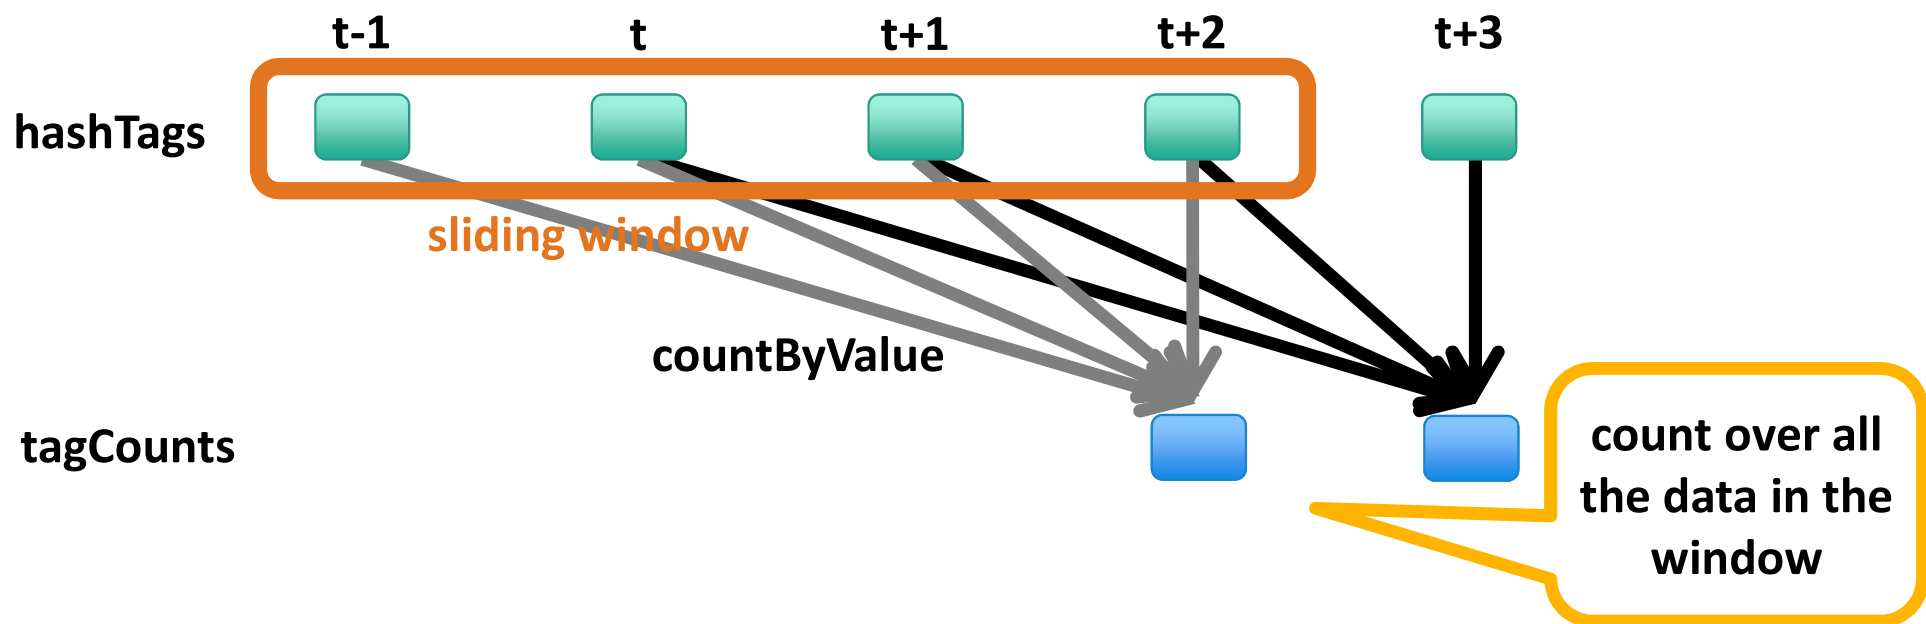 t-1
t
t+1
t+2
t+3
hashTags
sliding window
countByValue
tagCounts
count over all
the data in the
window